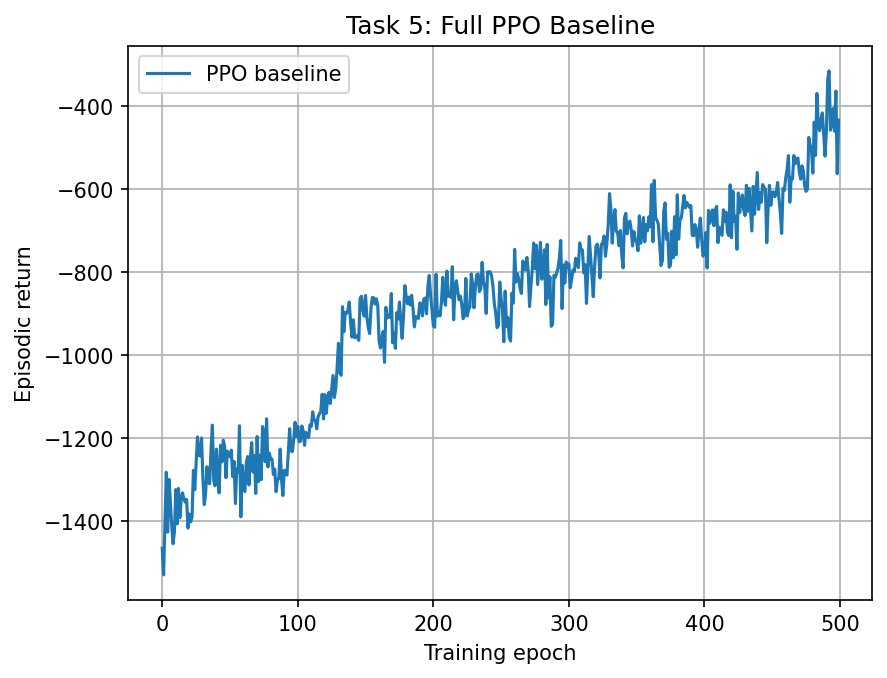 Task 5: Full PPO Baseline
PPO baseline
Episodic return
−400
−600
−800
−1000
−1200
−1400
0 100 200 300 400 500
Training epoch